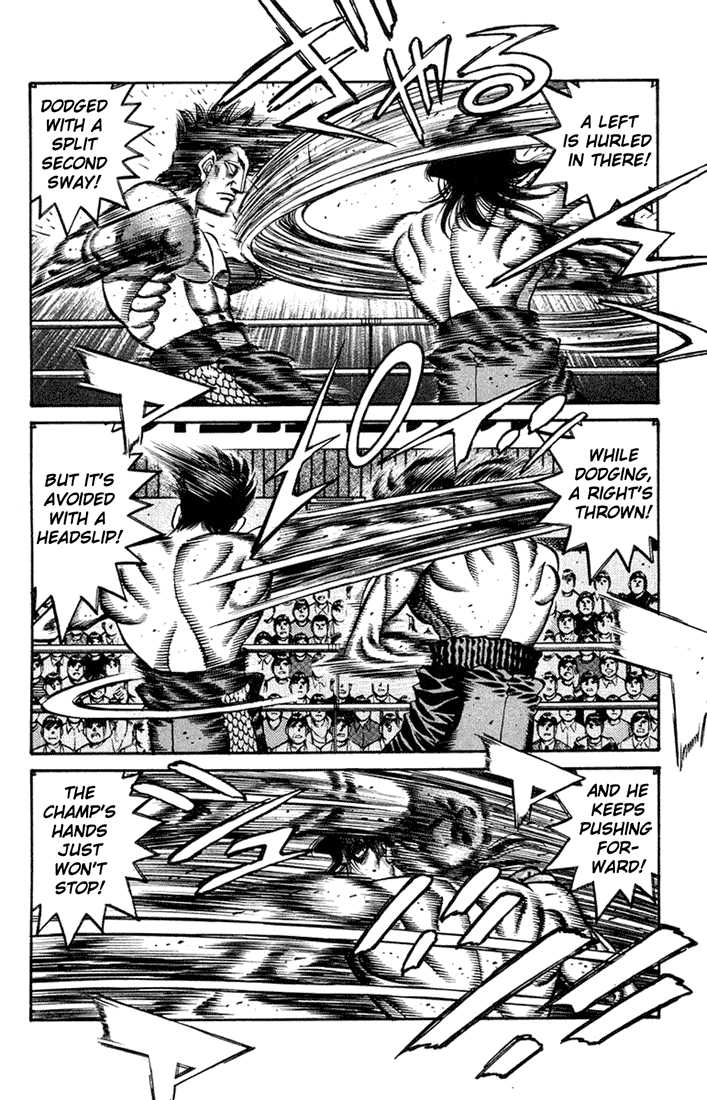 A LEFT
IS HURLED
IN THERE!
DODGED
WITH A
SPLIT
SECOND
SWAY!
WHILE
DODGING,
A RIGHT'S
THROWN!
BUT IT'S
AVOIDED
WITH A
HEADSLIP!
AND HE
KEEPS
PUSHING
FOR-
WARD!
THE
CHAMP'S
HANDS
JUST
WON'T
STOP!